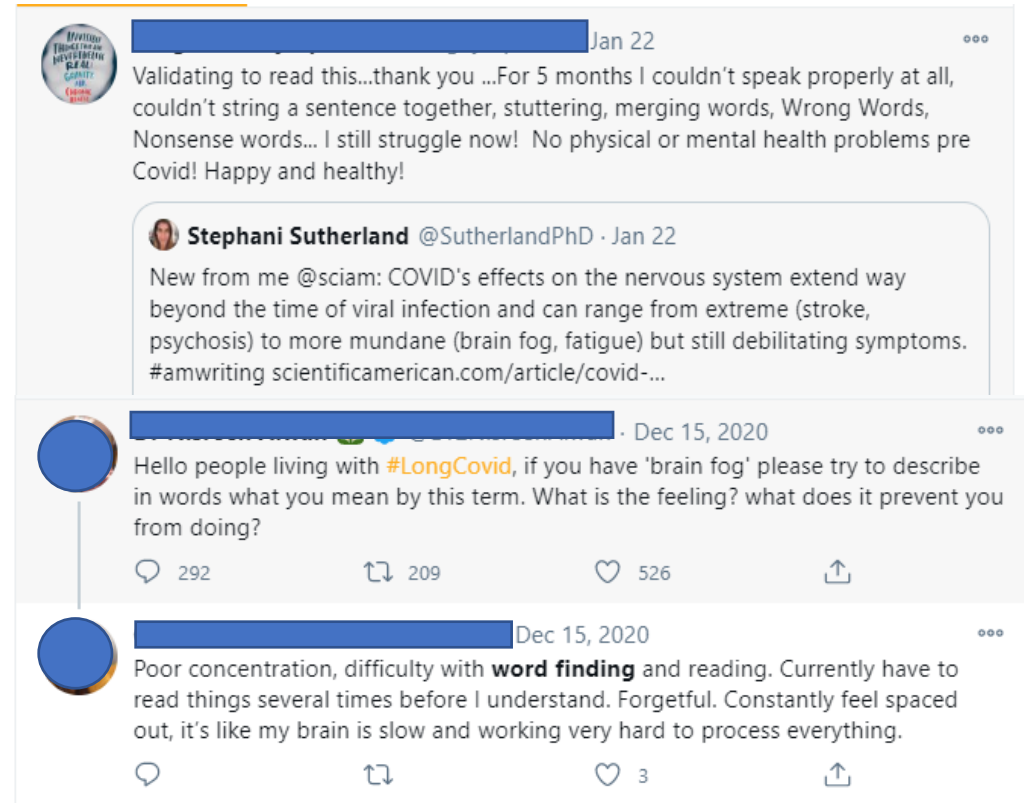 Jan 22
Validating to read this...thank you ...For 5 months I couldn't speak properly at all,
couldn't string a sentence together, stuttering, merging words, Wrong Words,
Nonsense words... I still struggle now!  No physical or mental health problems pre
Covid! Happy and healthy!
Stephani Sutherland @SutherlandPhD · Jan 22
New from me @sciam: COVID's effects on the nervous system extend way
beyond the time of viral infection and can range from extreme (stroke,
psychosis) to more mundane (brain fog, fatigue) but still debilitating symptoms.
#amwriting scientificamerican.com/article/covid-...
· Dec 15, 2020
Hello people living with #LongCovid, if you have 'brain fog' please try to describe
in words what you mean by this term. What is the feeling? what does it prevent you
from doing?
292 209 526
Dec 15, 2020
Poor concentration, difficulty with word finding and reading. Currently have to
read things several times before I understand. Forgetful. Constantly feel spaced
out, it's like my brain is slow and working very hard to process everything.
3